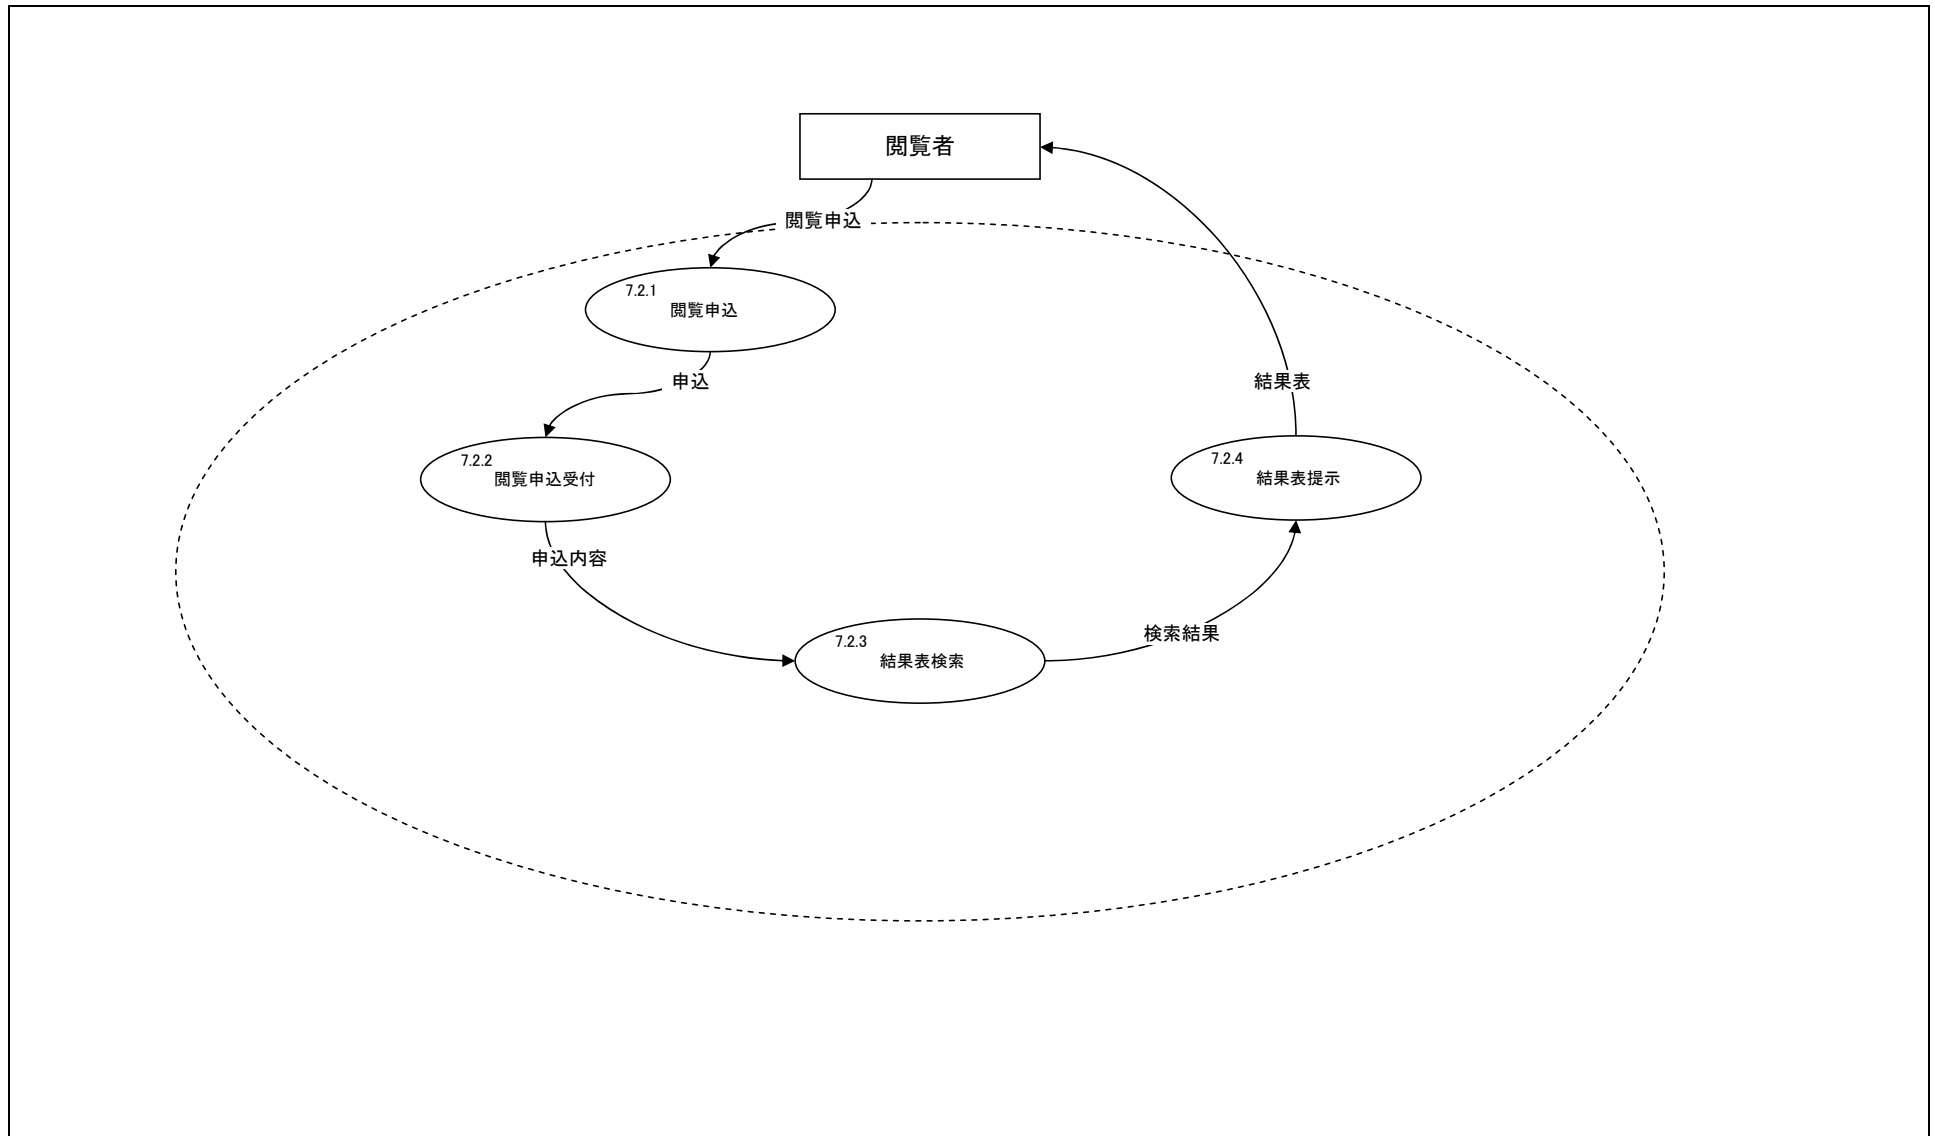 閲覧者
閲覧申込
7.2.1
閲覧申込
申込
結果表
7.2.2
閲覧申込受付
7.2.4
結果表提示
申込内容
検索結果
7.2.3
結果表検索